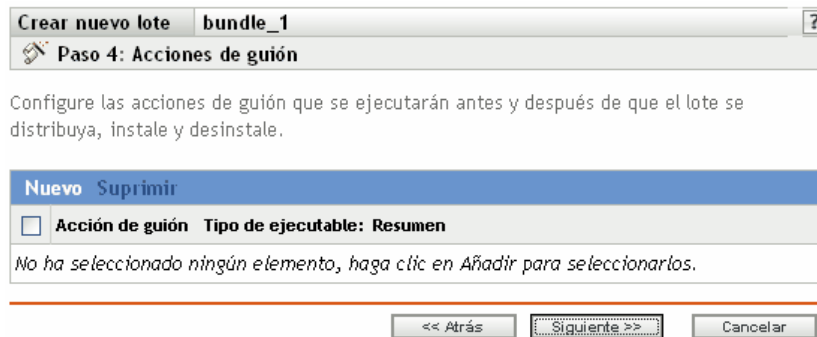 Crear nuevo lote bundle_1 ?
Paso 4: Acciones de guión
Configure las acciones de guión que se ejecutarán antes y después de que el lote se
distribuya, instale y desinstale.
Nuevo Suprimir
Acción de guión Tipo de ejecutable: Resumen
No ha seleccionado ningún elemento, haga clic en Añadir para seleccionarlos.
<< Atrás Siguiente >> Cancelar